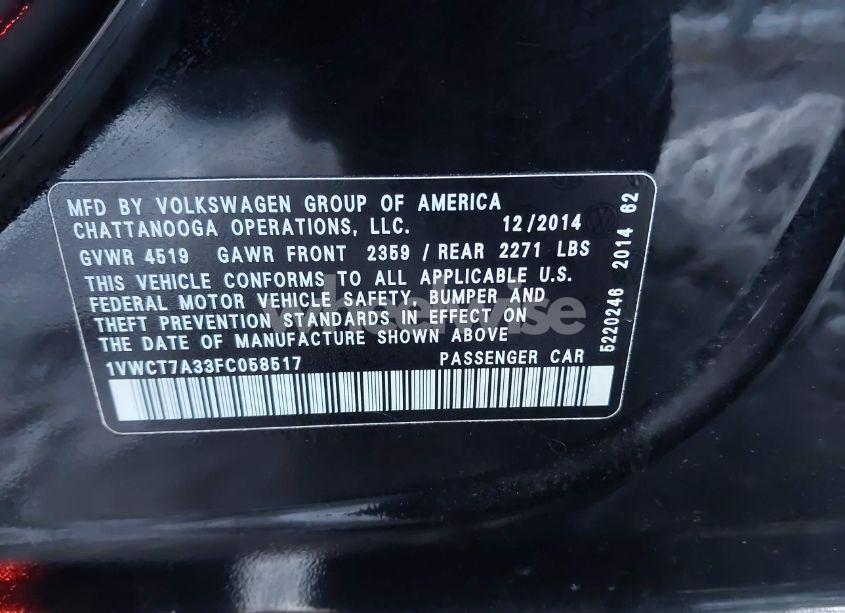 MFD BY VOLKSWAGEN GROUP OF AMERICA
CHATTANOOGA OPERATIONS, LLC. 12/2014
GVWR 4519 GAWR FRONT 2359 / REAR 2271 LBS
THIS VEHICLE CONFORMS TO ALL APPLICABLE U.S.
FEDERAL MOTOR VEHICLE SAFETY, BUMPER AND
THEFT PREVENTION STANDARDS IN EFFECT ON
THE DATE OF MANUFACTURE SHOWN ABOVE
1VWCT7A33FC058517 PASSENGER CAR
5220246 2014 62